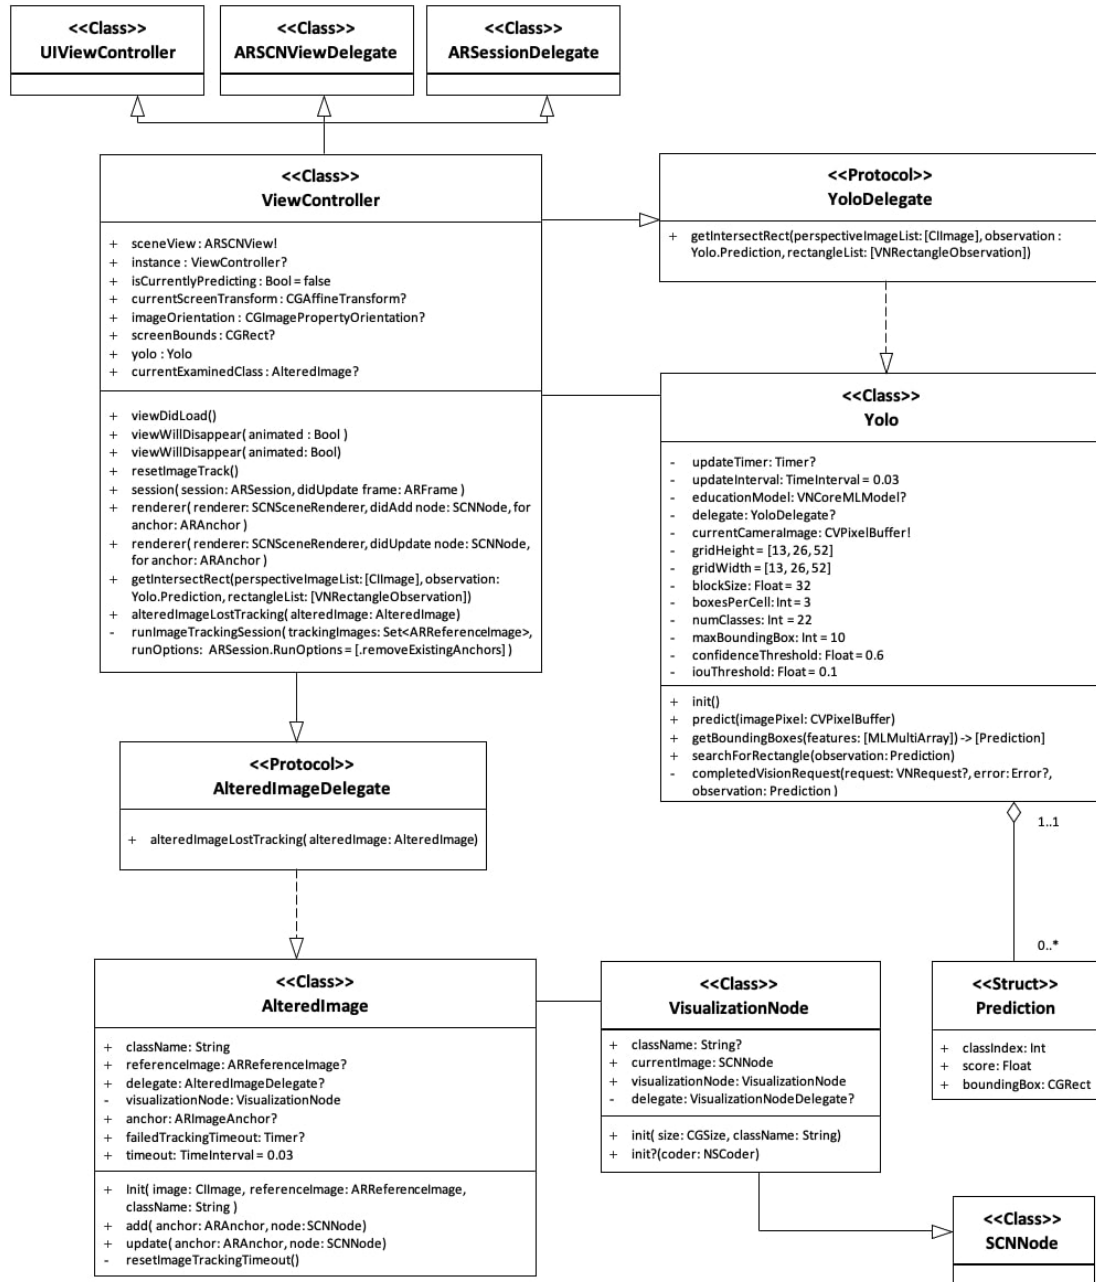 <<Class>>
UIViewController
<<Class>>
ARSCNViewDelegate
<<Class>>
ARSessionDelegate
<<Class>>
ViewController
+ sceneView : ARSCNView!
+ instance : ViewController?
+ isCurrentlyPredicting : Bool = false
+ currentScreenTransform : CGAffineTransform?
+ imageOrientation : CGImagePropertyOrientation?
+ screenBounds : CGRect?
+ yolo : Yolo
+ currentExaminedClass : AlteredImage?
+ viewDidLoad()
+ viewWillDisappear( animated : Bool )
+ viewWillDisappear( animated: Bool)
+ resetImageTrack()
+ session( session: ARSession, didUpdate frame: ARFrame )
+ renderer( renderer: SCNSceneRenderer, didAdd node: SCNNode, for
anchor: ARAnchor )
+ renderer( renderer: SCNSceneRenderer, didUpdate node: SCNNode,
for anchor: ARAnchor )
+ getIntersectRect(perspectiveImageList: [CIImage], observation:
Yolo.Prediction, rectangleList: [VNRectangleObservation])
+ alteredImageLostTracking( alteredImage: AlteredImage)
- runImageTrackingSession( trackingImages: Set<ARReferenceImage>,
runOptions: ARSession.RunOptions = [.removeExistingAnchors] )
<<Protocol>>
YoloDelegate
+ getIntersectRect(perspectiveImageList: [CIImage], observation :
Yolo.Prediction, rectangleList: [VNRectangleObservation])
<<Class>>
Yolo
- updateTimer: Timer?
- updateInterval: TimeInterval = 0.03
- educationModel: VNCoreMLModel?
- delegate: YoloDelegate?
- currentCameraImage: CVPixelBuffer!
- gridHeight = [13, 26, 52]
- gridWidth = [13, 26, 52]
- blockSize: Float = 32
- boxesPerCell: Int = 3
- numClasses: Int = 22
- maxBoundingBox: Int = 10
- confidenceThreshold: Float = 0.6
- iouThreshold: Float = 0.1
+ init()
+ predict(imagePixel: CVPixelBuffer)
+ getBoundingBoxes(features: [MLMultiArray]) -> [Prediction]
+ searchForRectangle(observation: Prediction)
- completedVisionRequest(request: VNRequest?, error: Error?,
observation: Prediction )
<<Protocol>>
AlteredImageDelegate
+ alteredImageLostTracking( alteredImage: AlteredImage)
1..1
0..*
<<Class>>
AlteredImage
+ className: String
+ referenceImage: ARReferenceImage?
+ delegate: AlteredImageDelegate?
- visualizationNode: VisualizationNode
+ anchor: ARImageAnchor?
+ failedTrackingTimeout: Timer?
+ timeout: TimeInterval = 0.03
+ Init( image: CIImage, referenceImage: ARReferenceImage,
className: String )
+ add( anchor: ARAnchor, node: SCNNode)
+ update( anchor: ARAnchor, node: SCNNode)
- resetImageTrackingTimeout()
<<Class>>
VisualizationNode
+ className: String?
+ currentImage: SCNNode
+ visualizationNode: VisualizationNode
- delegate: VisualizationNodeDelegate?
+ init( size: CGSize, className: String)
+ init?(coder: NSCoder)
<<Struct>>
Prediction
+ classIndex: Int
+ score: Float
+ boundingBox: CGRect
<<Class>>
SCNNode